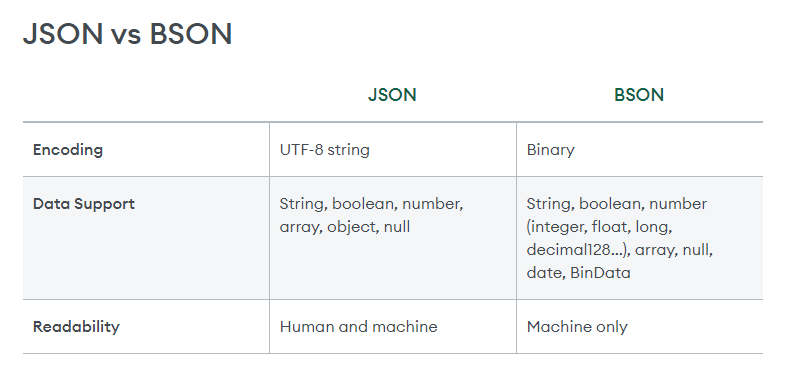 JSON vs BSON
JSON
BSON
Encoding
UTF-8 string
Binary
Data Support
String, boolean, number,
array, object, null
String, boolean, number
(integer, float, long,
decimal128...), array, null,
date, BinData
Readability
Human and machine
Machine only